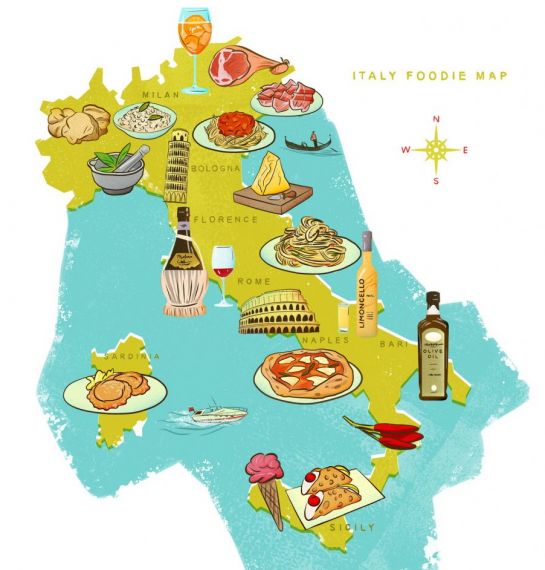 ITALY FOODIE MAP
N
W
E
S
MILAN
BOLOGNA
FLORENCE
ROME
LIMONCELLO
NAPLES
BARI
OLIVE
OIL
SARDINIA
SICILY